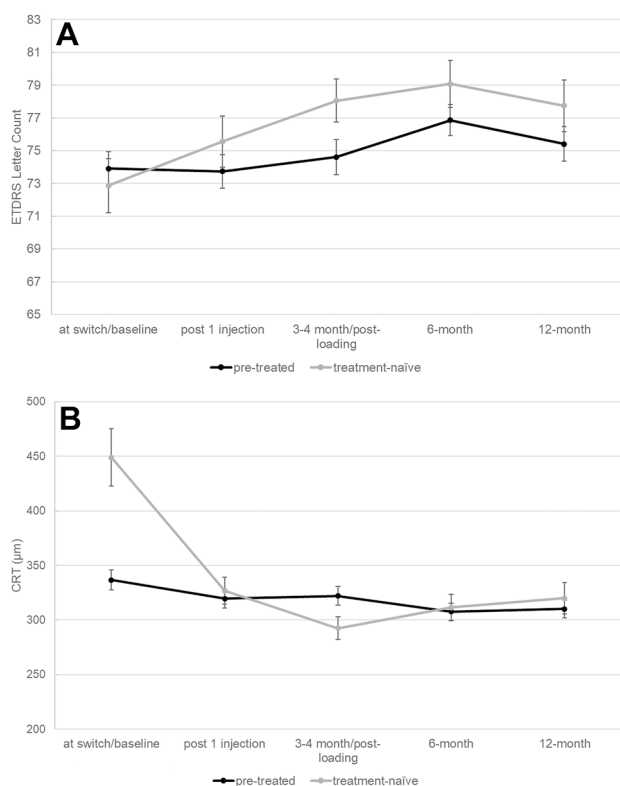 A
83
81
79
77
75
73
71
69
67
65
ETDRS Letter Count
at switch/baseline
post 1 injection
3-4 month/post-
loading
6-month
12-month
pre-treated
treatment-naïve
B
500
450
400
350
300
250
200
CRT (µm)
at switch/baseline
post 1 injection
3-4 month/post-
loading
6-month
12-month
pre-treated
treatment-naïve